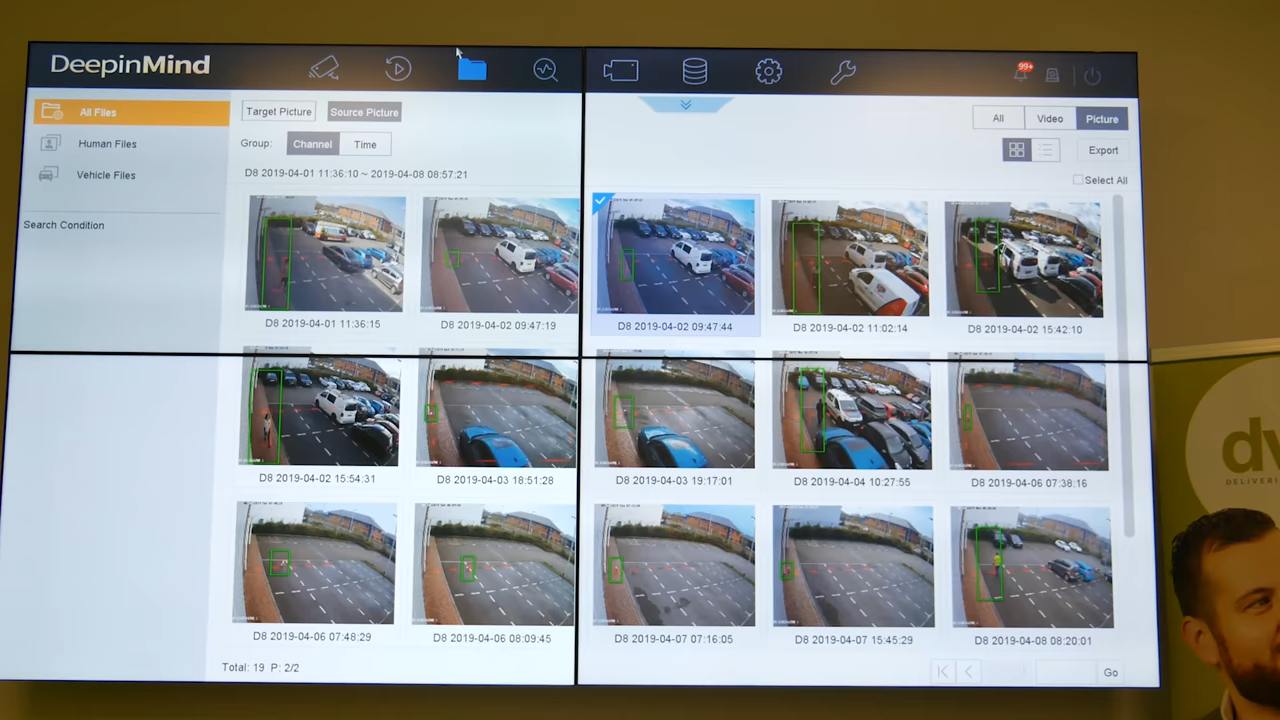 DeepinMind
99+
All Files
Human Files
Vehicle Files
Search Condition
Target Picture
Source Picture
All
Video
Picture
Group:
Channel
Time
Export
D8 2019-04-01 11:36:10 ~ 2019-04-08 08:57:21
Select All
D8 2019-04-01 11:36:15
D8 2019-04-02 09:47:19
D8 2019-04-02 09:47:44
D8 2019-04-02 11:02:14
D8 2019-04-02 15:42:10
D8 2019-04-02 15:54:31
D8 2019-04-03 18:51:28
D8 2019-04-03 19:17:01
D8 2019-04-04 10:27:55
D8 2019-04-06 07:38:16
D8 2019-04-06 07:48:29
D8 2019-04-06 08:09:45
D8 2019-04-07 07:16:05
D8 2019-04-07 15:45:29
D8 2019-04-08 08:20:01
Total: 19 P: 2/2
Go